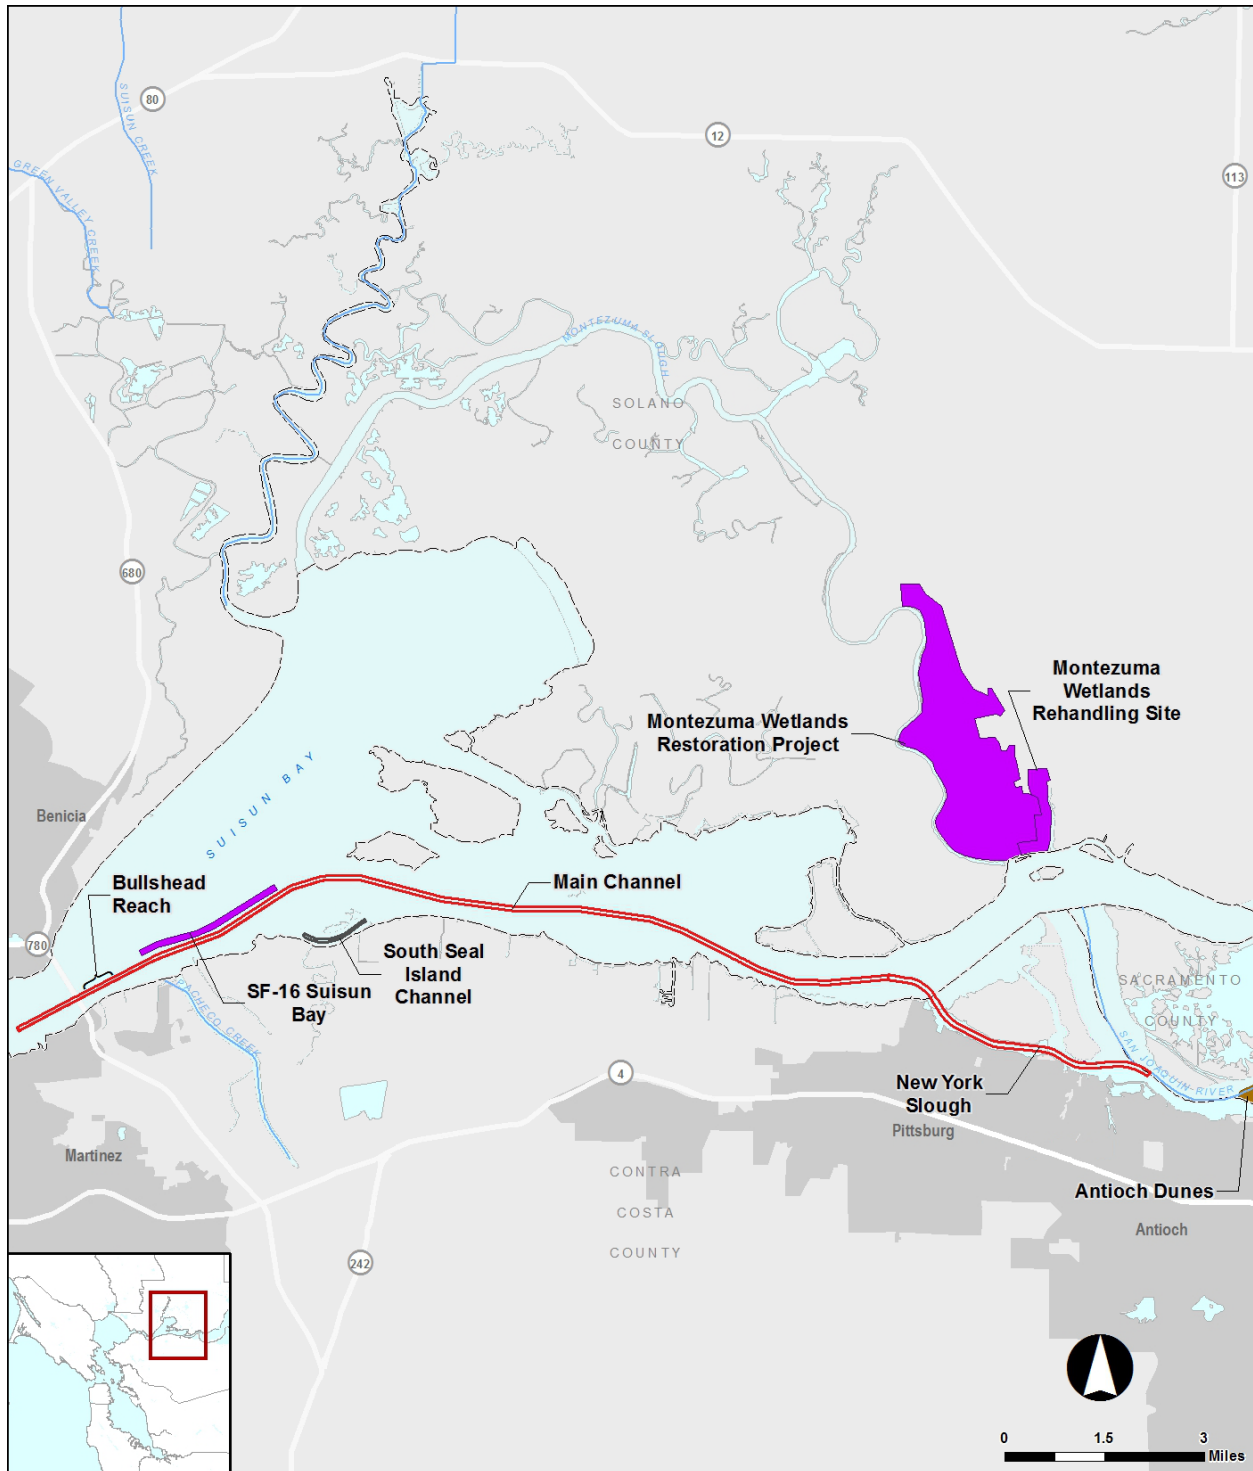 80
SUISUN CREEK
12
GREEN VALLEY CREEK
113
MONTEZUMA SLOUGH
SOLANO
COUNTY
680
Montezuma
Wetlands
Rehandling Site
Montezuma Wetlands
Restoration Project
SUISUN BAY
Benicia
Bullshead
Reach
Main Channel
780
South Seal
Island
Channel
SF-16 Suisun
Bay
PACHECO CREEK
SACRAMENTO
COUNTY
SAN JOAQUIN RIVER
4
New York
Slough
Pittsburg
Martinez
CONTRA
COSTA
COUNTY
Antioch Dunes
Antioch
242
0 1.5 3
Miles